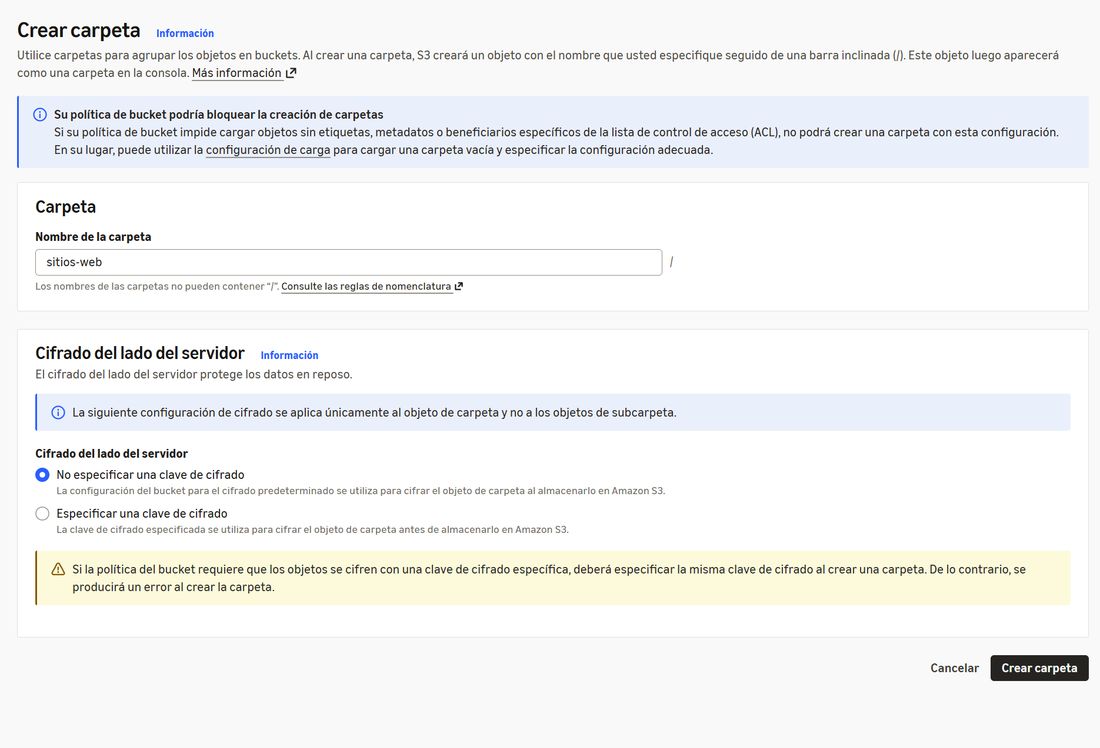 Crear carpeta Información
Utilice carpetas para agrupar los objetos en buckets. Al crear una carpeta, S3 creará un objeto con el nombre que usted especifique seguido de una barra inclinada (/). Este objeto luego aparecerá
como una carpeta en la consola. Más información
Su política de bucket podría bloquear la creación de carpetas
Si su política de bucket impide cargar objetos sin etiquetas, metadatos o beneficiarios específicos de la lista de control de acceso (ACL), no podrá crear una carpeta con esta configuración.
En su lugar, puede utilizar la configuración de carga para cargar una carpeta vacía y especificar la configuración adecuada.
Carpeta
Nombre de la carpeta
sitios-web /
Los nombres de las carpetas no pueden contener “/”. Consulte las reglas de nomenclatura
Cifrado del lado del servidor Información
El cifrado del lado del servidor protege los datos en reposo.
La siguiente configuración de cifrado se aplica únicamente al objeto de carpeta y no a los objetos de subcarpeta.
Cifrado del lado del servidor
No especificar una clave de cifrado
La configuración del bucket para el cifrado predeterminado se utiliza para cifrar el objeto de carpeta al almacenarlo en Amazon S3.
Especificar una clave de cifrado
La clave de cifrado especificada se utiliza para cifrar el objeto de carpeta antes de almacenarlo en Amazon S3.
Si la política del bucket requiere que los objetos se cifren con una clave de cifrado específica, deberá especificar la misma clave de cifrado al crear una carpeta. De lo contrario, se
producirá un error al crear la carpeta.
Cancelar Crear carpeta